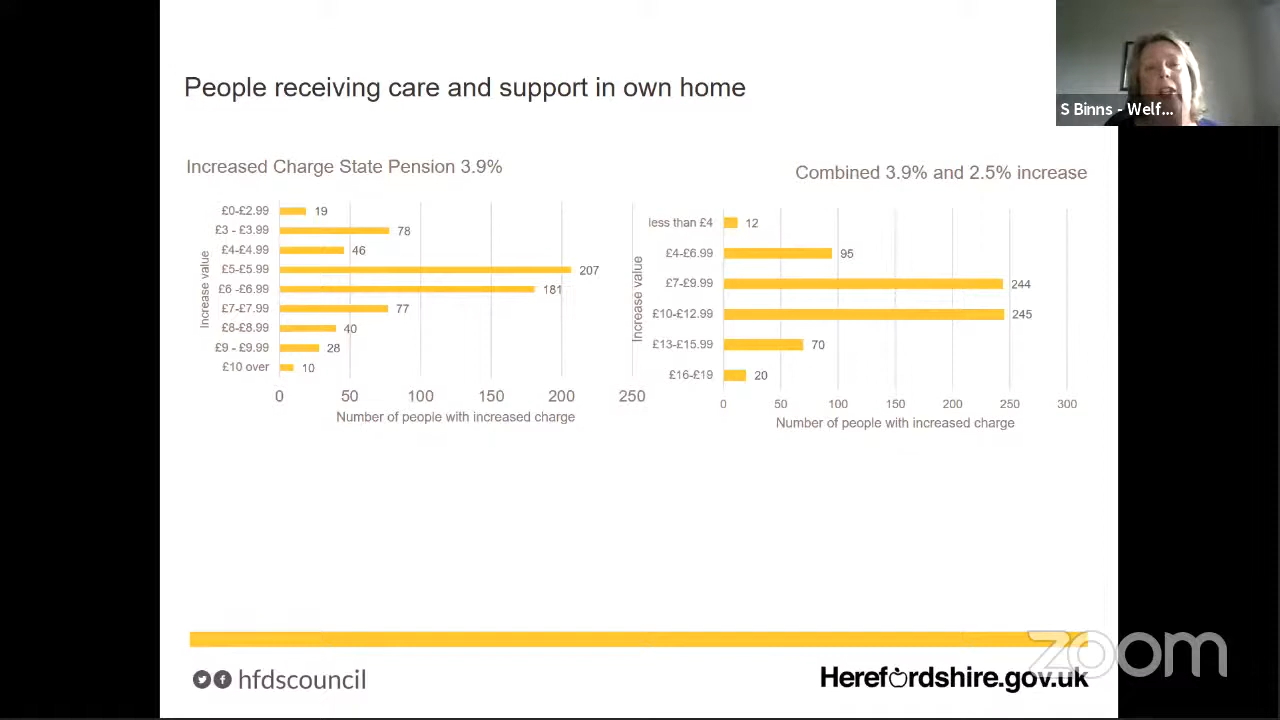 People receiving care and support in own home
S Binns - Welf...
Increased Charge State Pension 3.9%
Increase value
£0-£2.99 19
£3 - £3.99 78
£4-£4.99 46
£5-£5.99 207
£6 -£6.99 181
£7-£7.99 77
£8-£8.99 40
£9 - £9.99 28
£10 over 10
0 50 100 150 200 250
Number of people with increased charge
Combined 3.9% and 2.5% increase
Increase value
less than £4 12
£4-£6.99 95
£7-£9.99 244
£10-£12.99 245
£13-£15.99 70
£16-£19 20
0 50 100 150 200 250 300
Number of people with increased charge
zoom
hfdscouncil
Herefordshire.gov.uk